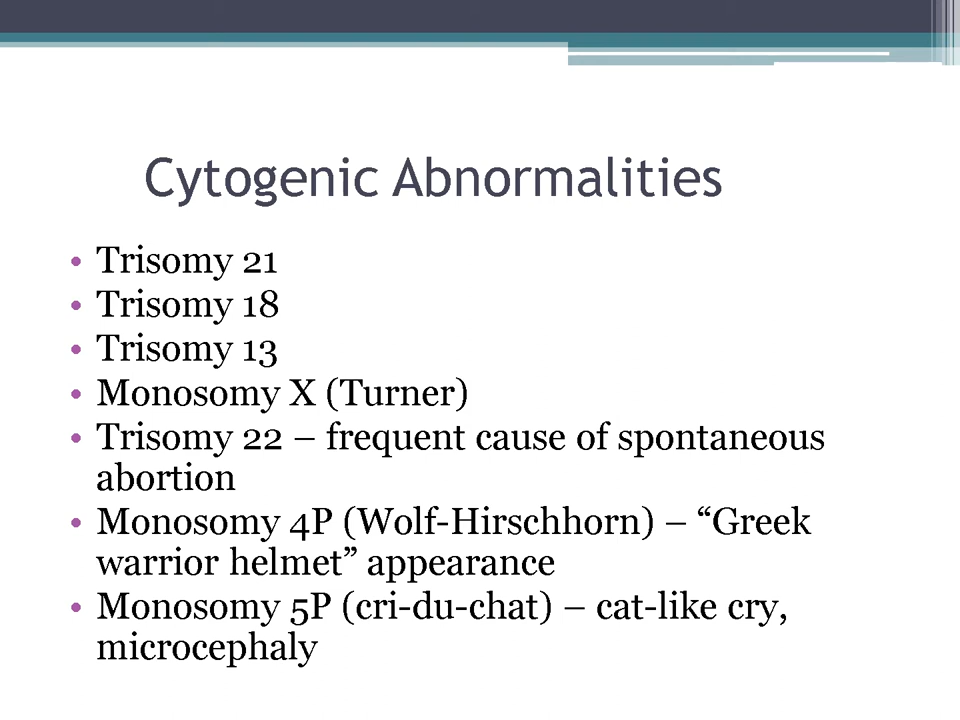 Cytogenic Abnormalities
• Trisomy 21
• Trisomy 18
• Trisomy 13
• Monosomy X (Turner)
• Trisomy 22 – frequent cause of spontaneous
abortion
• Monosomy 4P (Wolf-Hirschhorn) – “Greek
warrior helmet” appearance
• Monosomy 5P (cri-du-chat) – cat-like cry,
microcephaly